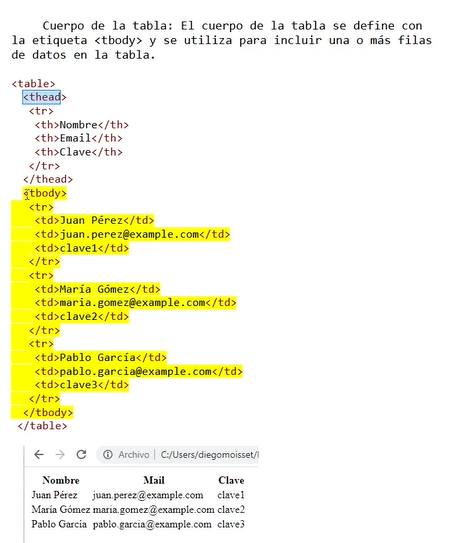 Cuerpo de la tabla: El cuerpo de la tabla se define con
la etiqueta <tbody> y se utiliza para incluir una o más filas
de datos en la tabla.
<table>
<thead>
<tr>
<th>Nombre</th>
<th>Email</th>
<th>Clave</th>
</tr>
</thead>
<tbody>
<tr>
<td>Juan Pérez</td>
<td>juan.perez@example.com</td>
<td>clave1</td>
</tr>
<tr>
<td>María Gómez</td>
<td>maria.gomez@example.com</td>
<td>clave2</td>
</tr>
<tr>
<td>Pablo García</td>
<td>pablo.garcia@example.com</td>
<td>clave3</td>
</tr>
</tbody>
</table>
Archivo | C:/Users/diegomoisset/
Nombre Mail Clave
Juan Pérez juan.perez@example.com clave1
María Gómez maria.gomez@example.com clave2
Pablo García pablo.garcia@example.com clave3